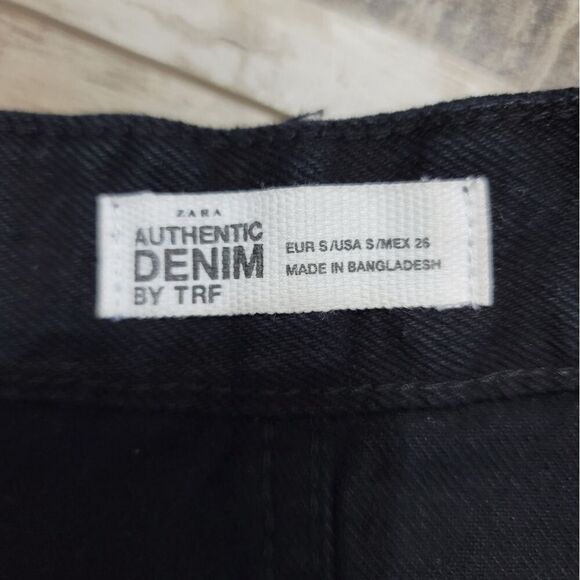 ZARA
AUTHENTIC
DENIM
BY TRF
EUR S/USA S/MEX 26
MADE IN BANGLADESH